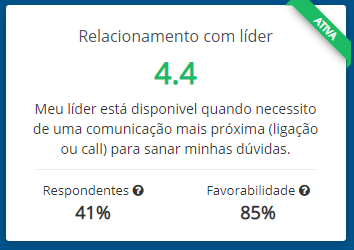 ATIVA
Relacionamento com líder
4.4
Meu líder está disponivel quando necessito
de uma comunicação mais próxima (ligação
ou call) para sanar minhas dúvidas.
Respondentes ?
Favorabilidade ?
41%
85%